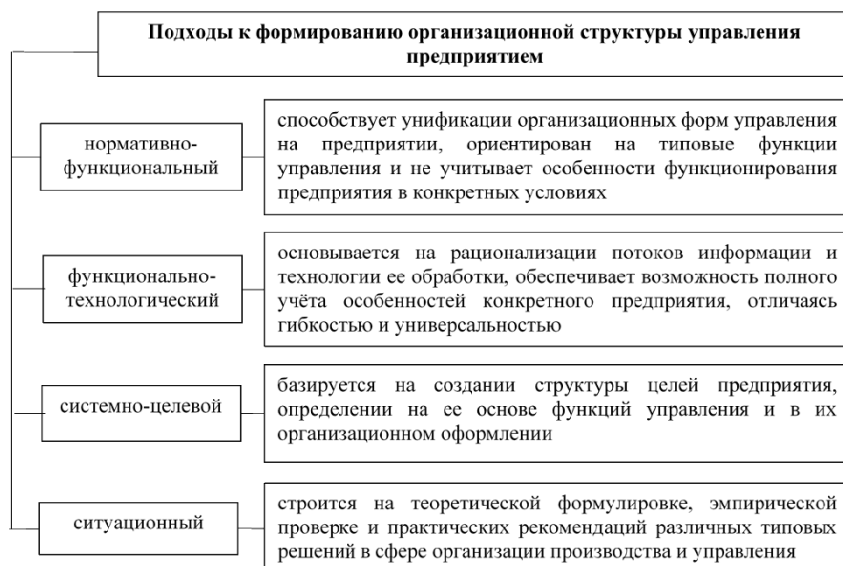 Подходы к формированию организационной структуры управления
предприятием
нормативно-
функциональный
способствует унификации организационных форм управления
на предприятии, ориентирован на типовые функции
управления и не учитывает особенности функционирования
предприятия в конкретных условиях
функционально-
технологический
основывается на рационализации потоков информации и
технологии ее обработки, обеспечивает возможность полного
учёта особенностей конкретного предприятия, отличаясь
гибкостью и универсальностью
системно-целевой
базируется на создании структуры целей предприятия,
определении на ее основе функций управления и в их
организационном оформлении
ситуационный
строится на теоретической формулировке, эмпирической
проверке и практических рекомендаций различных типовых
решений в сфере организации производства и управления